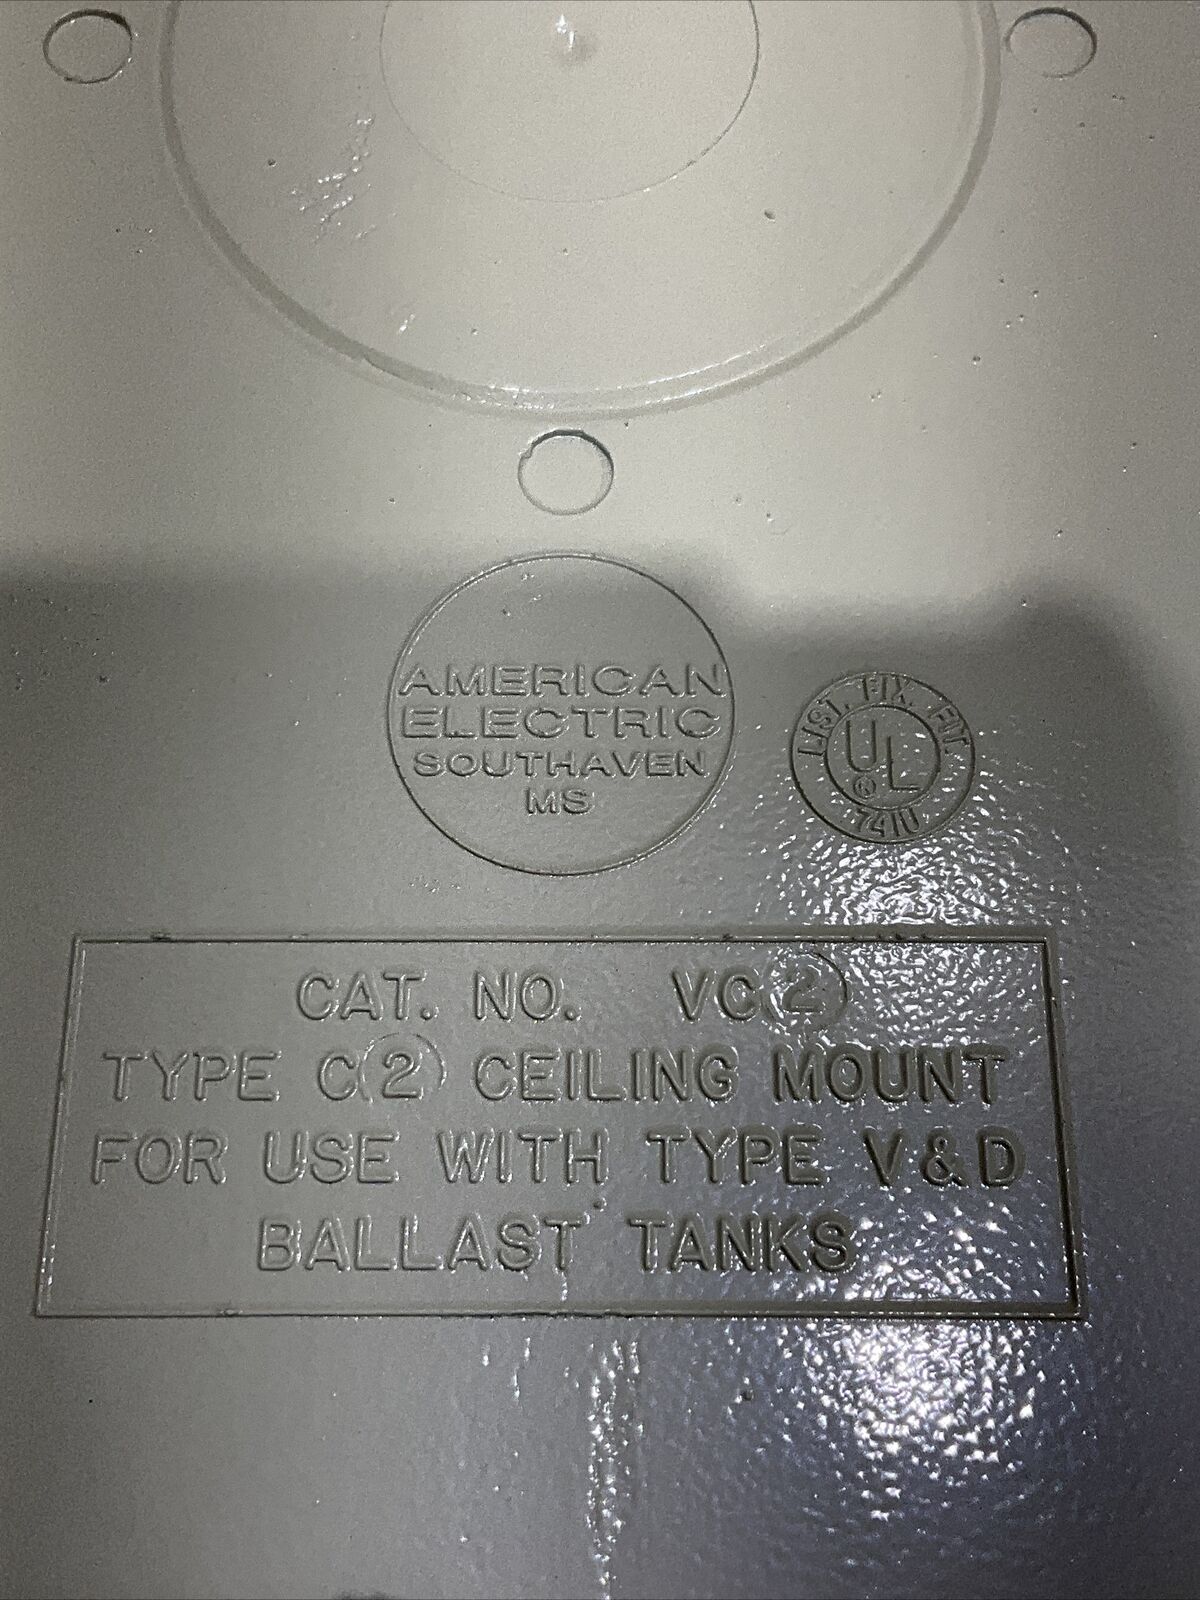 AMERICAN
ELECTRIC
SOUTHAVEN
MS
LIST. FIX. FIT.
UL
®
741U
CAT. NO. VC2
TYPE C2 CEILING MOUNT
FOR USE WITH TYPE V&D
BALLAST TANKS